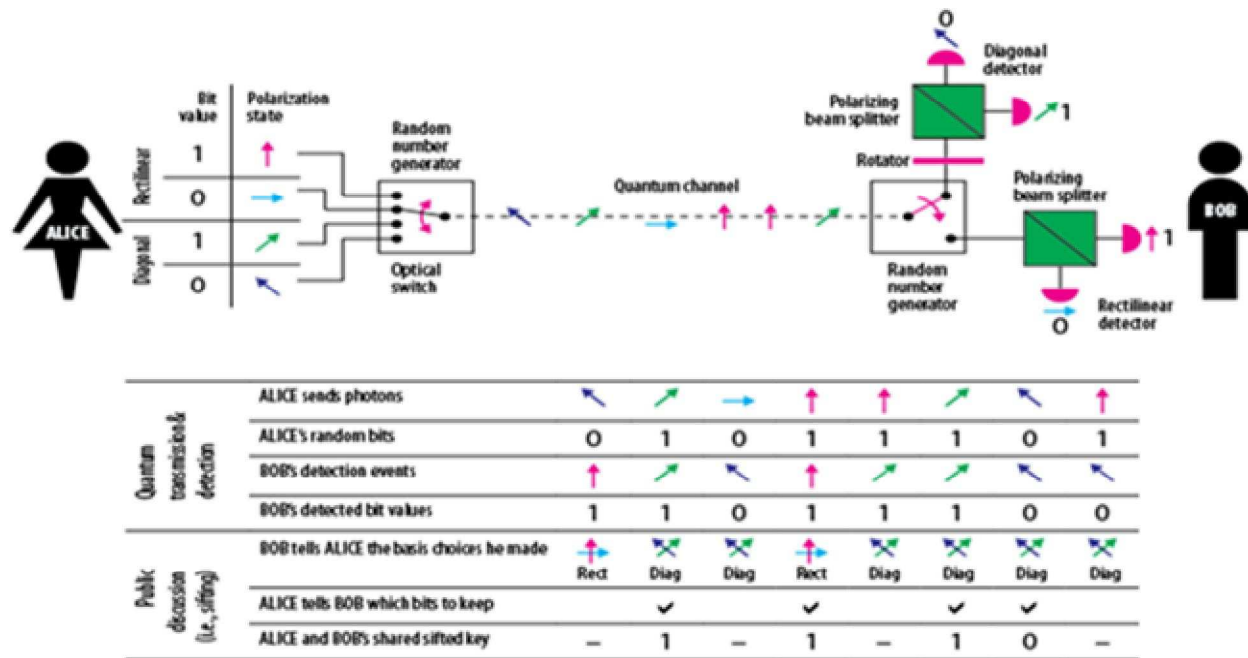 Bit value
Polarization state
Rectilinear
1
0
Diagonal
1
0
ALICE
Random number generator
Optical switch
Quantum channel
0
Diagonal detector
Polarizing beam splitter
1
Rotator
Polarizing beam splitter
1
Random number generator
0
Rectilinear detector
BOB
Quantum transmission & detection
ALICE sends photons
ALICE's random bits 0 1 0 1 1 1 0 1
BOB's detection events
BOB's detected bit values 1 1 0 1 1 1 0 0
Public discussion (i.e., sifting)
BOB tells ALICE the basis choices he made
Rect Diag Diag Rect Diag Diag Diag Diag
ALICE tells BOB which bits to keep ✓ ✓ ✓ ✓
ALICE and BOB's shared sifted key – 1 – 1 – 1 0 –